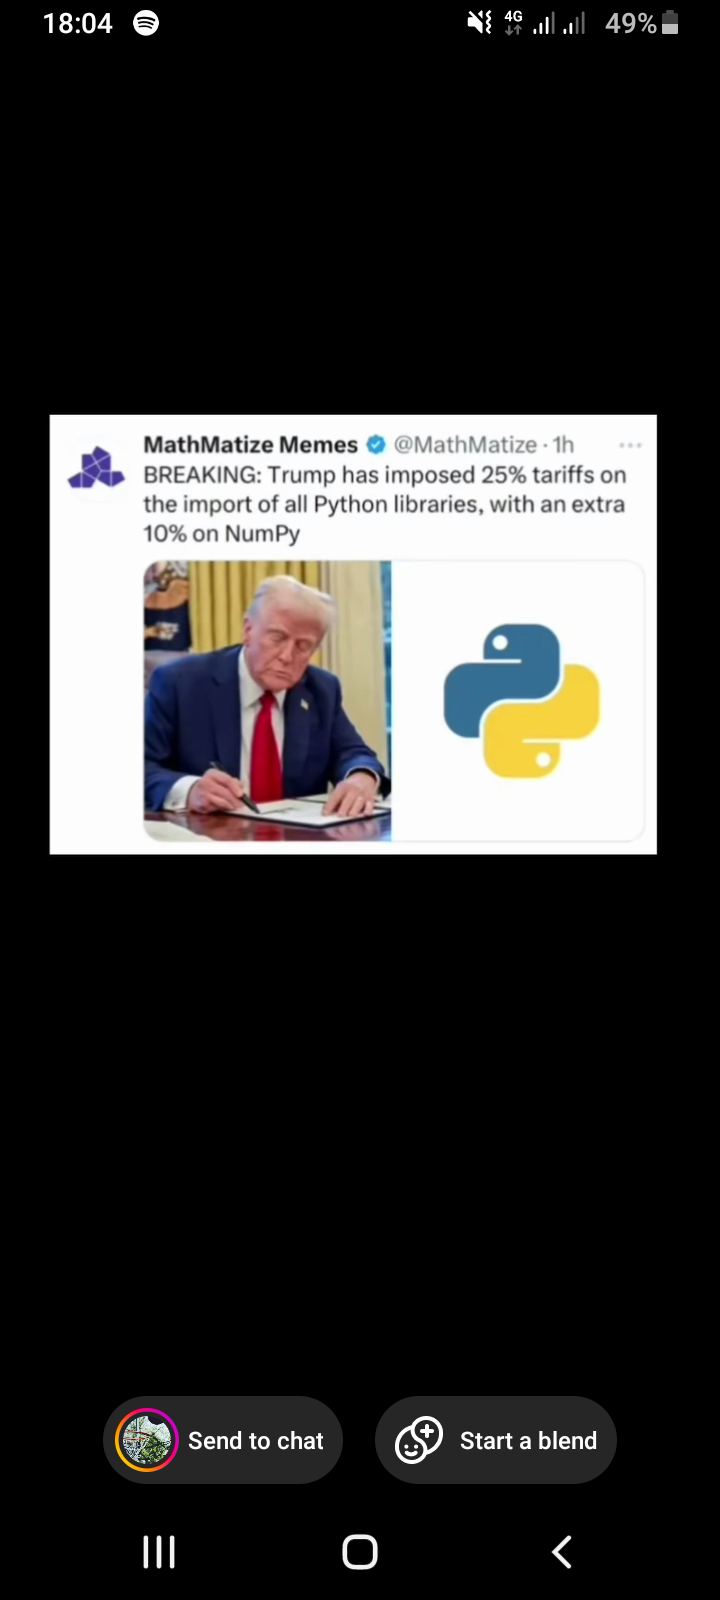 18:04 4G 49%
MathMatize Memes @MathMatize · 1h
BREAKING: Trump has imposed 25% tariffs on
the import of all Python libraries, with an extra
10% on NumPy
Send to chat Start a blend